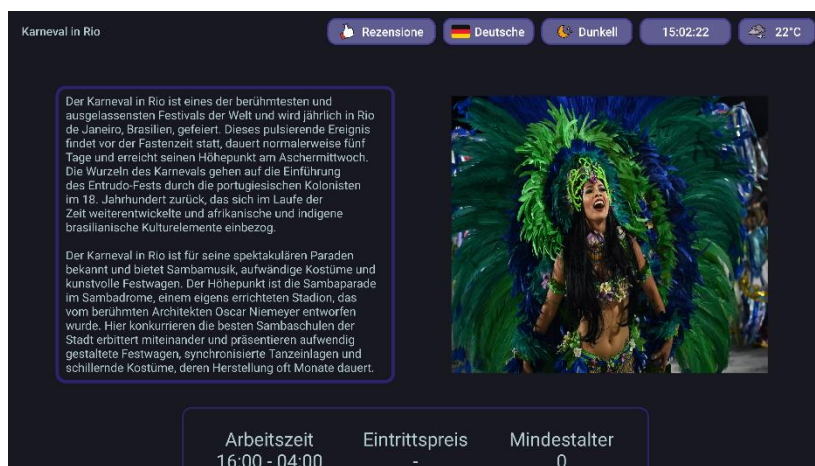 Karneval in Rio
Rezensione
Deutsche
Dunkell
15:02:22
22°C
Der Karneval in Rio ist eines der berühmtesten und
ausgelassensten Festivals der Welt und wird jährlich in Rio
de Janeiro, Brasilien, gefeiert. Dieses pulsierende Ereignis
findet vor der Fastenzeit statt, dauert normalerweise fünf
Tage und erreicht seinen Höhepunkt am Aschermittwoch.
Die Wurzeln des Karnevals gehen auf die Einführung
des Entrudo-Fests durch die portugiesischen Kolonisten
im 18. Jahrhundert zurück, das sich im Laufe der
Zeit weiterentwickelte und afrikanische und indigene
brasilianische Kulturelemente einbezog.
Der Karneval in Rio ist für seine spektakulären Paraden
bekannt und bietet Sambamusik, aufwändige Kostüme und
kunstvolle Festwagen. Der Höhepunkt ist die Sambaparade
im Sambadrome, einem eigens errichteten Stadion, das
vom berühmten Architekten Oscar Niemeyer entworfen
wurde. Hier konkurrieren die besten Sambaschulen der
Stadt erbittert miteinander und präsentieren aufwendig
gestaltete Festwagen, synchronisierte Tanzeinlagen und
schillernde Kostüme, deren Herstellung oft Monate dauert.
Arbeitszeit Eintrittspreis Mindestalter
16:00 - 04:00 - 0